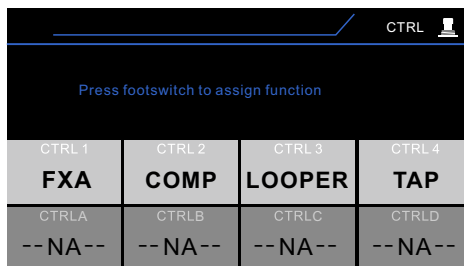 CTRL
Press footswitch to assign function
CTRL 1 CTRL 2 CTRL 3 CTRL 4
FXA COMP LOOPER TAP
CTRLA CTRLB CTRLC CTRLD
--NA-- --NA-- --NA-- --NA--